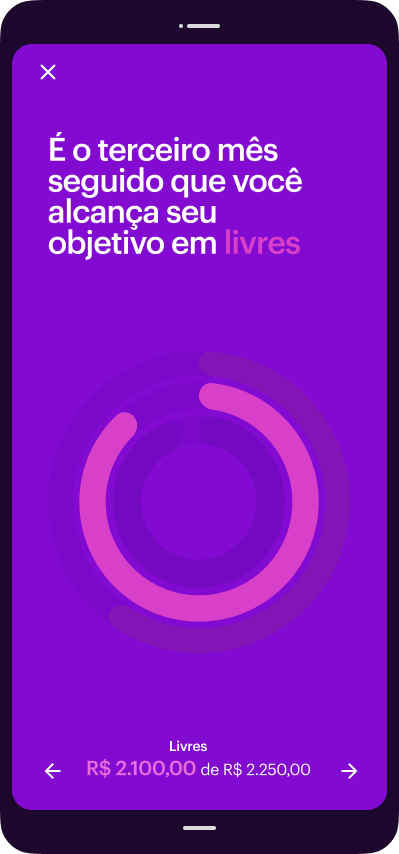 É o terceiro mês
seguido que você
alcança seu
objetivo em livres
Livres
R$ 2.100,00 de R$ 2.250,00